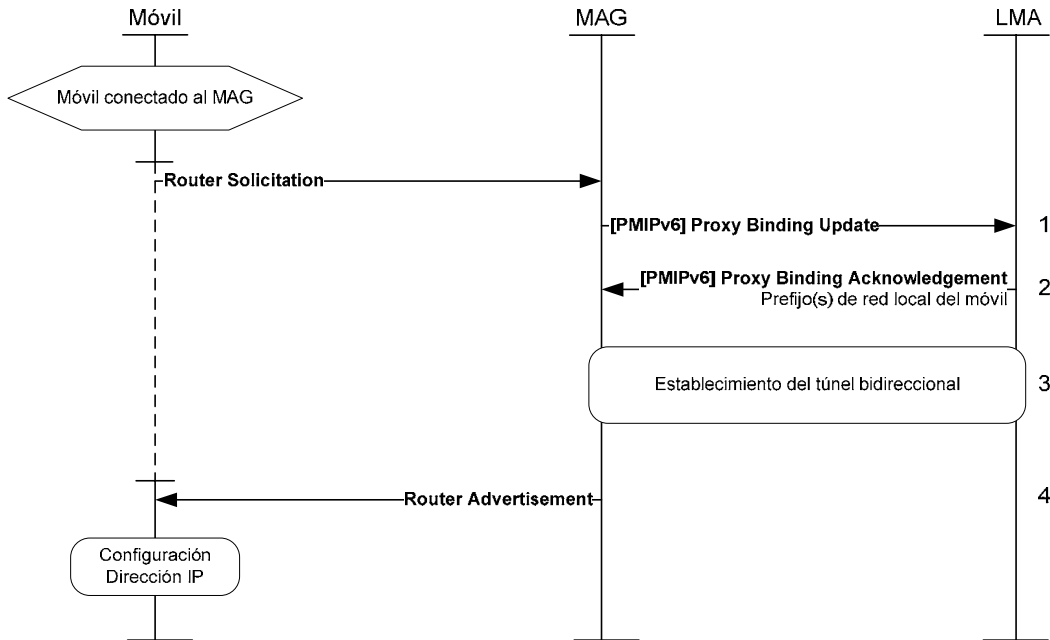 Móvil
MAG
LMA
Móvil conectado al MAG
Router Solicitation
[PMIPv6] Proxy Binding Update
1
[PMIPv6] Proxy Binding Acknowledgement
Prefijo(s) de red local del móvil
2
Establecimiento del túnel bidireccional
3
Router Advertisement
4
Configuración
Dirección IP